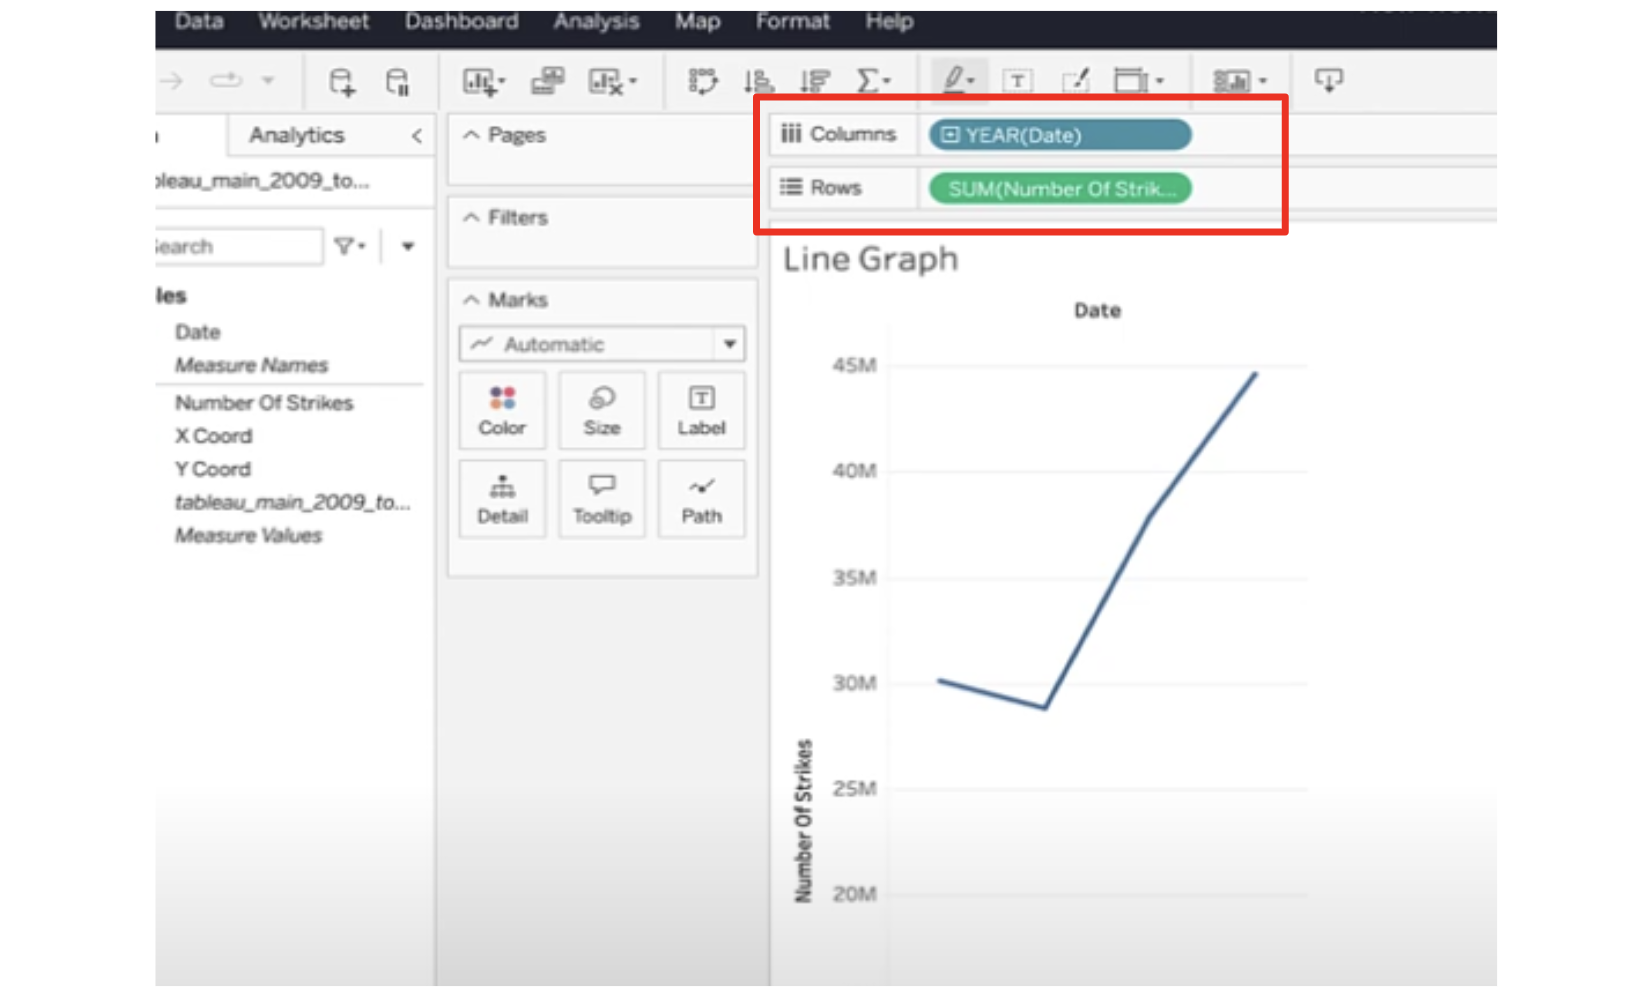 Data Worksheet Dashboard Analysis Map Format Help
Analytics
Pages
Columns
YEAR(Date)
bleau_main_2009_to...
Rows
SUM(Number Of Strik...
Filters
Search
Line Graph
les
Marks
Date
Date
Automatic
Measure Names
45M
Number Of Strikes
Color
Size
Label
X Coord
Y Coord
40M
tableau_main_2009_to...
Detail
Tooltip
Path
Measure Values
35M
30M
25M
20M
Number Of Strikes